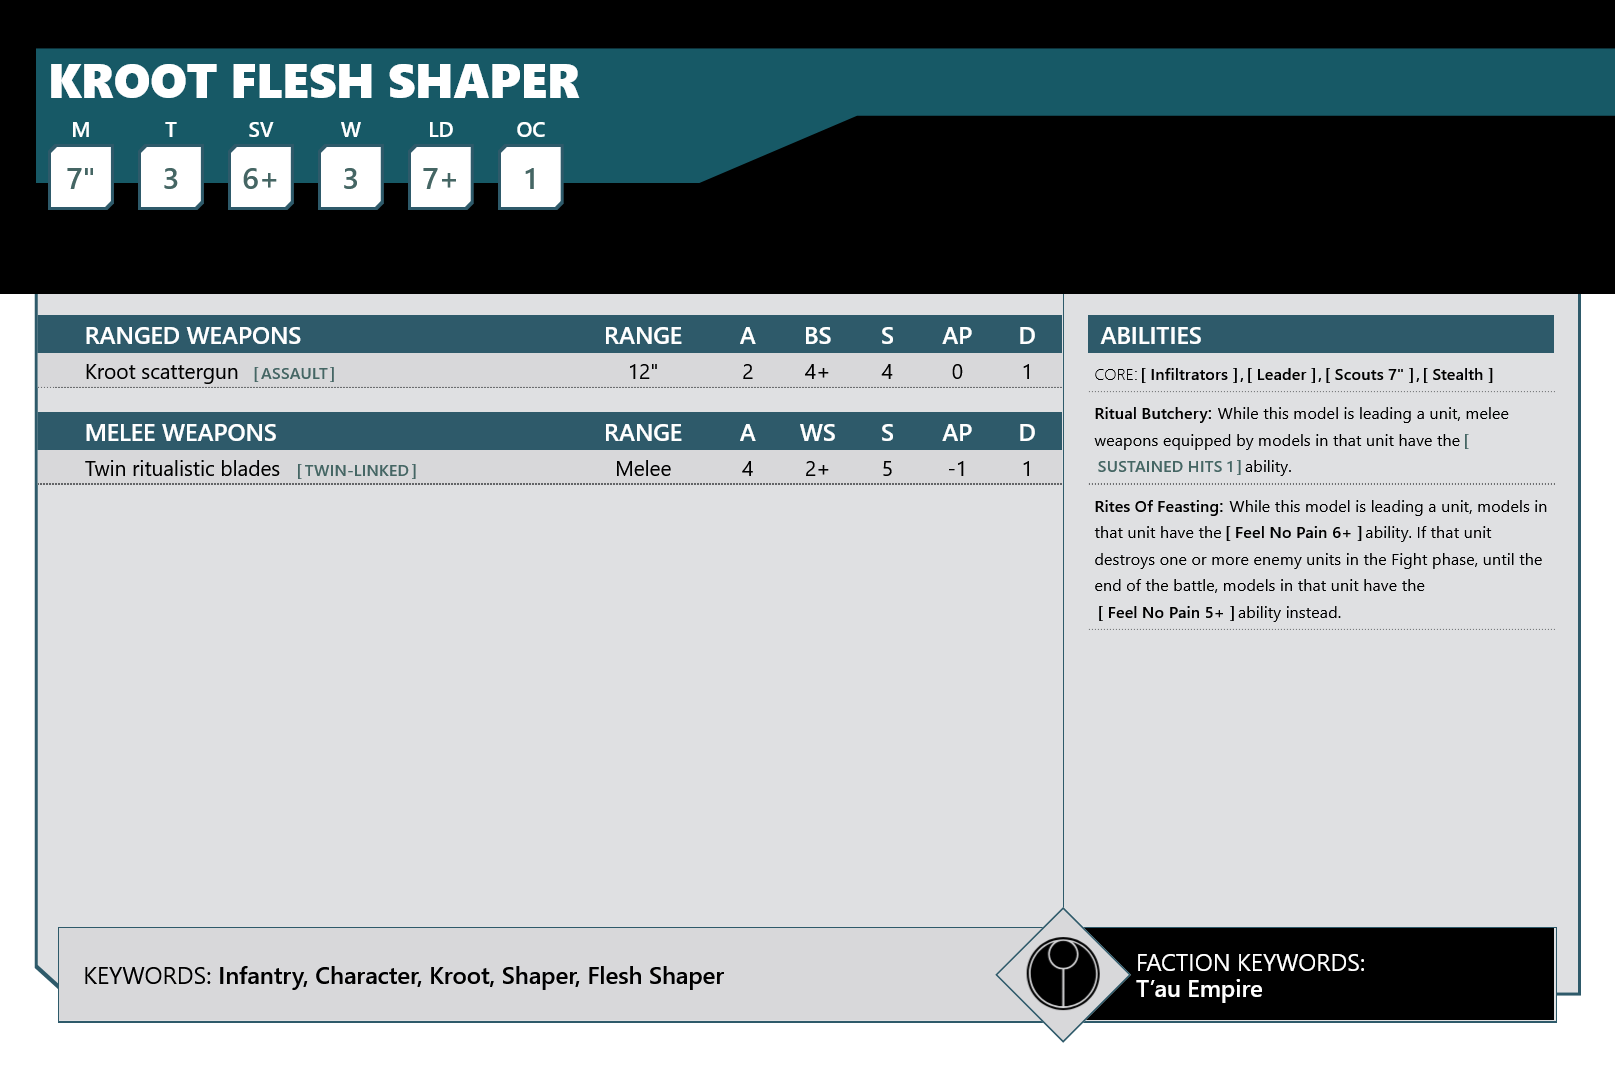 KROOT FLESH SHAPER
M T SV W LD OC
7" 3 6+ 3 7+ 1
RANGED WEAPONS RANGE A BS S AP D
Kroot scattergun [ASSAULT] 12" 2 4+ 4 0 1
MELEE WEAPONS RANGE A WS S AP D
Twin ritualistic blades [TWIN-LINKED] Melee 4 2+ 5 -1 1
ABILITIES
CORE: [ Infiltrators ], [ Leader ], [ Scouts 7" ], [ Stealth ]
Ritual Butchery: While this model is leading a unit, melee
weapons equipped by models in that unit have the [
SUSTAINED HITS 1] ability.
Rites Of Feasting: While this model is leading a unit, models in
that unit have the [ Feel No Pain 6+ ] ability. If that unit
destroys one or more enemy units in the Fight phase, until the
end of the battle, models in that unit have the
[ Feel No Pain 5+ ] ability instead.
KEYWORDS: Infantry, Character, Kroot, Shaper, Flesh Shaper
FACTION KEYWORDS:
T’au Empire